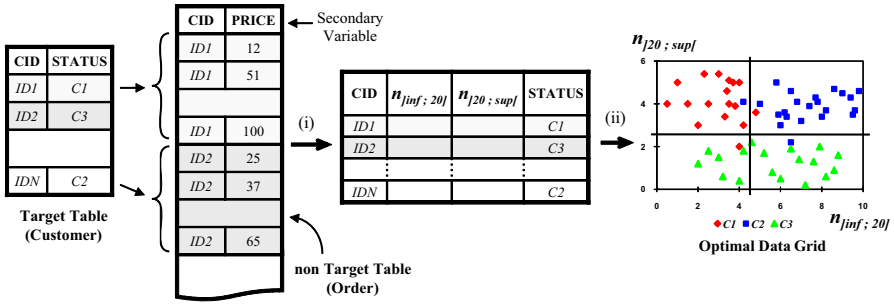 CID STATUS
ID1 C1
ID2 C3
IDN C2
Target Table
(Customer)
CID PRICE
ID1 12
ID1 51
ID1 100
ID2 25
ID2 37
ID2 65
Secondary
Variable
non Target Table
(Order)
(i)
CID n]inf ; 20] n]20 ; sup[ STATUS
ID1 C1
ID2 C3
IDN C2
(ii)
n]20 ; sup[
6
4
2
0
0 2 4 6 8 10
C1 C2 C3
n]inf ; 20]
Optimal Data Grid